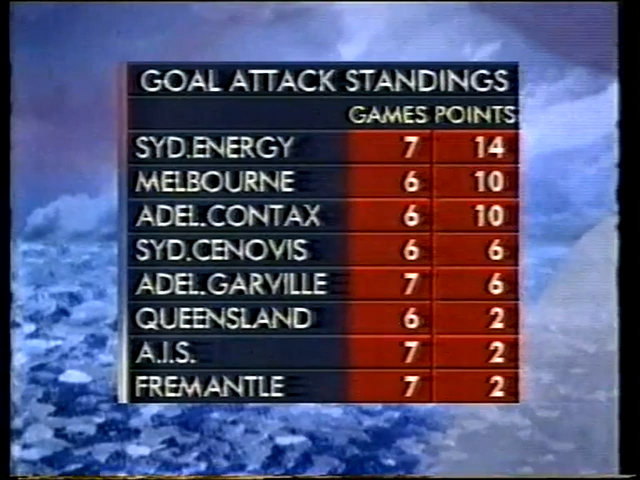 GOAL ATTACK STANDINGS
GAMES POINTS
SYD.ENERGY 7 14
MELBOURNE 6 10
ADEL.CONTAX 6 10
SYD.CENOVIS 6 6
ADEL.GARVILLE 7 6
QUEENSLAND 6 2
A.I.S. 7 2
FREMANTLE 7 2